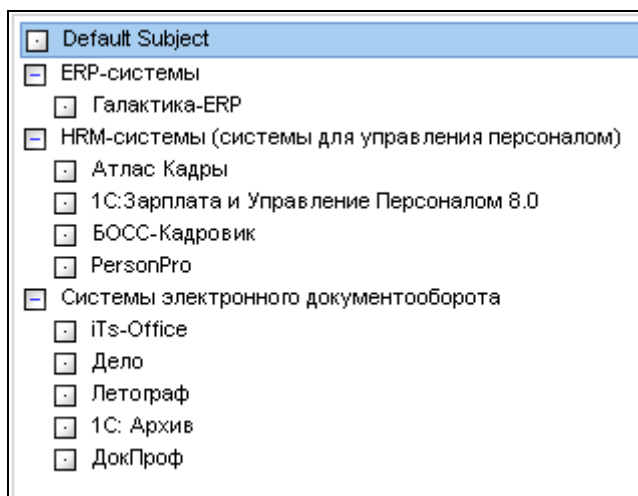 Default Subject
ERP-системы
Галактика-ERP
HRM-системы (системы для управления персоналом)
Атлас Кадры
1С:Зарплата и Управление Персоналом 8.0
БОСС-Кадровик
PersonPro
Системы электронного документооборота
iTs-Office
Дело
Летограф
1С: Архив
ДокПроф